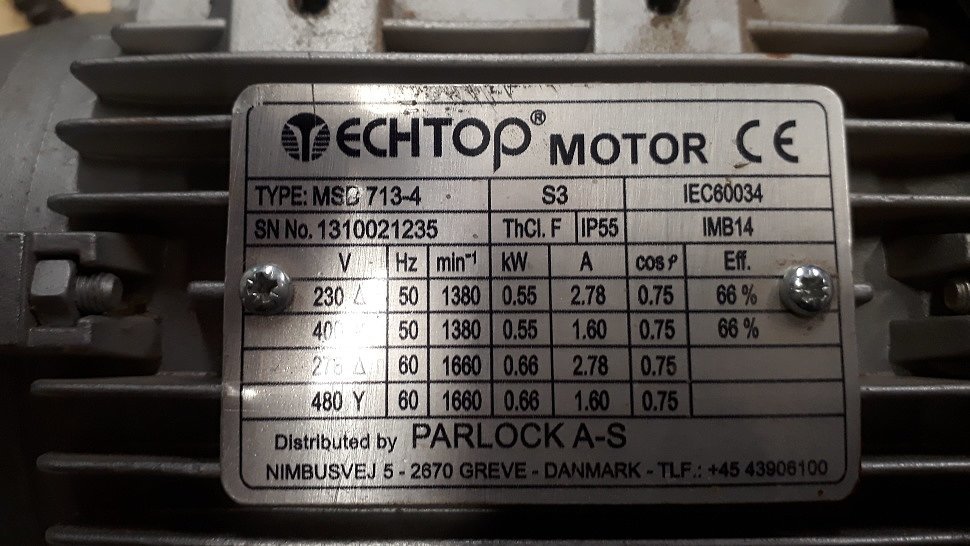 TECHTOP® MOTOR CE
TYPE: MSD 713-4 S3 IEC60034
SN No. 1310021235 ThCl. F IP55 IMB14
V Hz min⁻¹ kW A cos φ Eff.
230 Δ 50 1380 0.55 2.78 0.75 66 %
50 1380 0.55 1.60 0.75 66 %
Δ 60 1660 0.66 2.78 0.75
480 Y 60 1660 0.66 1.60 0.75
Distributed by PARLOCK A-S
NIMBUSVEJ 5 - 2670 GREVE - DANMARK - TLF.: +45 43906100